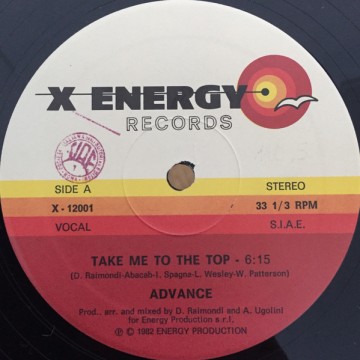 X ENERGY
RECORDS
SIDE A
STEREO
X - 12001
33 1/3 RPM
VOCAL
S.I.A.E.
TAKE ME TO THE TOP - 6:15
(D. Raimondi-Abacab-I. Spagna-L. Wesley-W. Patterson)
ADVANCE
Prod., arr. and mixed by D. Raimondi and A. Ugolini
for Energy Production s.r.l.
℗ © 1982 ENERGY PRODUCTION